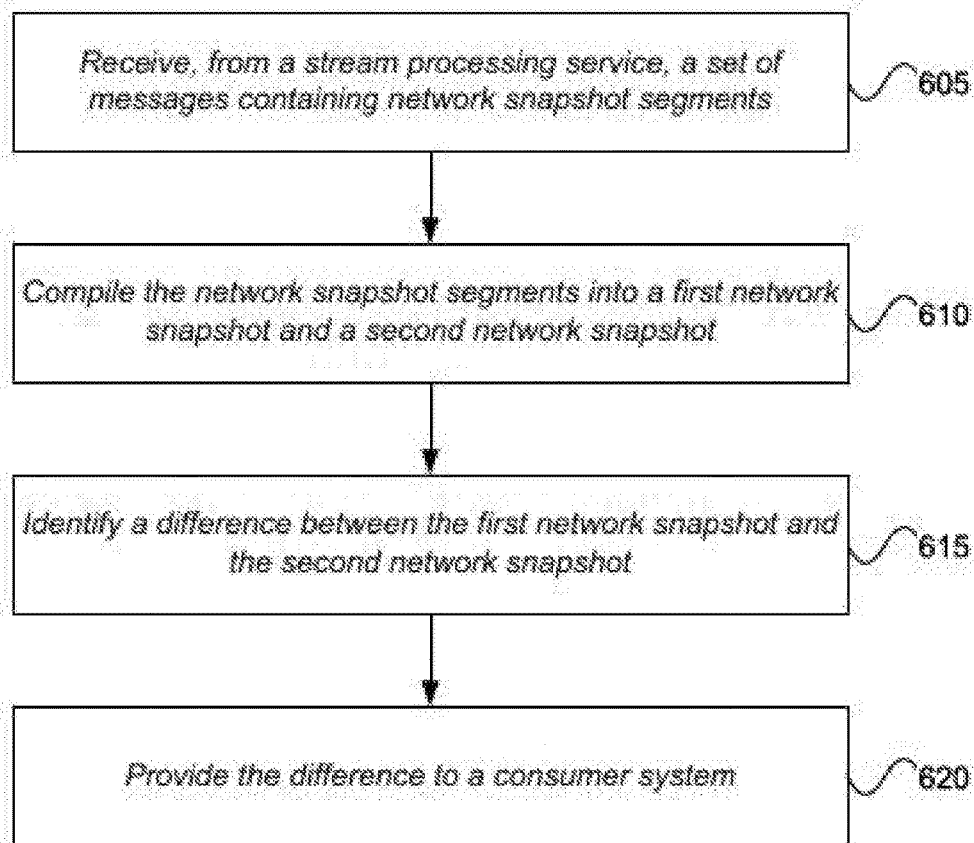 Receive, from a stream processing service, a set of
messages containing network snapshot segments
605
Compile the network snapshot segments into a first network
snapshot and a second network snapshot
610
Identify a difference between the first network snapshot and
the second network snapshot
615
Provide the difference to a consumer system
620